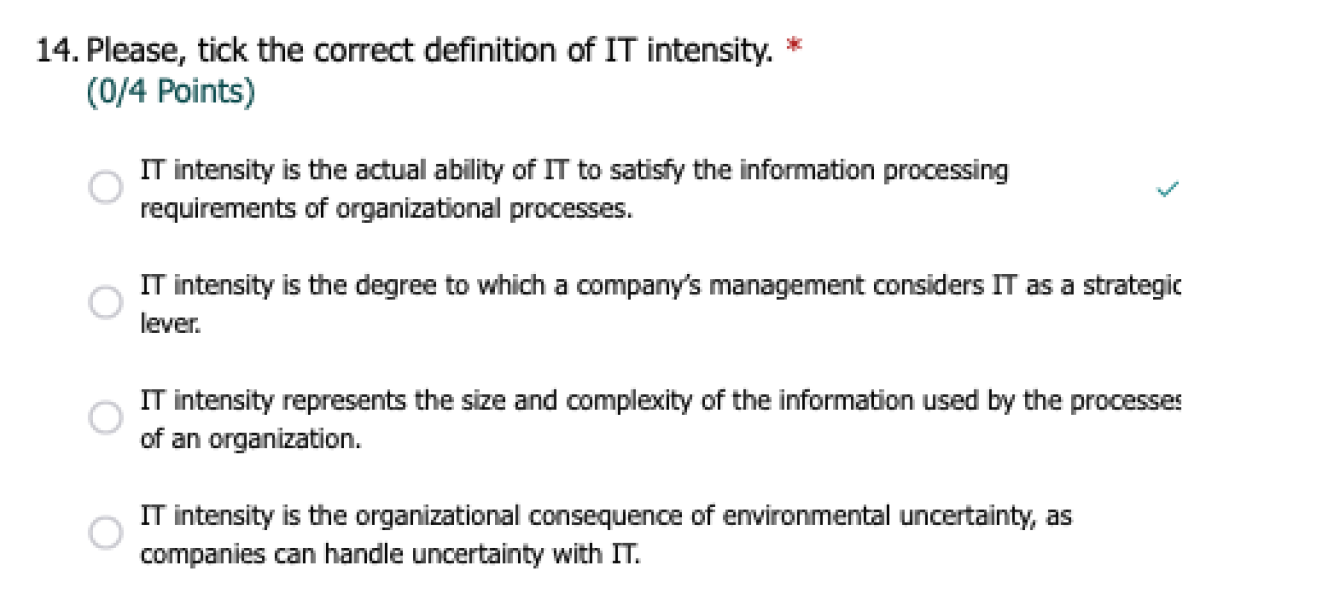 14. Please, tick the correct definition of IT intensity. *
(0/4 Points)
IT intensity is the actual ability of IT to satisfy the information processing
requirements of organizational processes.
IT intensity is the degree to which a company's management considers IT as a strategic
lever.
IT intensity represents the size and complexity of the information used by the processes
of an organization.
IT intensity is the organizational consequence of environmental uncertainty, as
companies can handle uncertainty with IT.